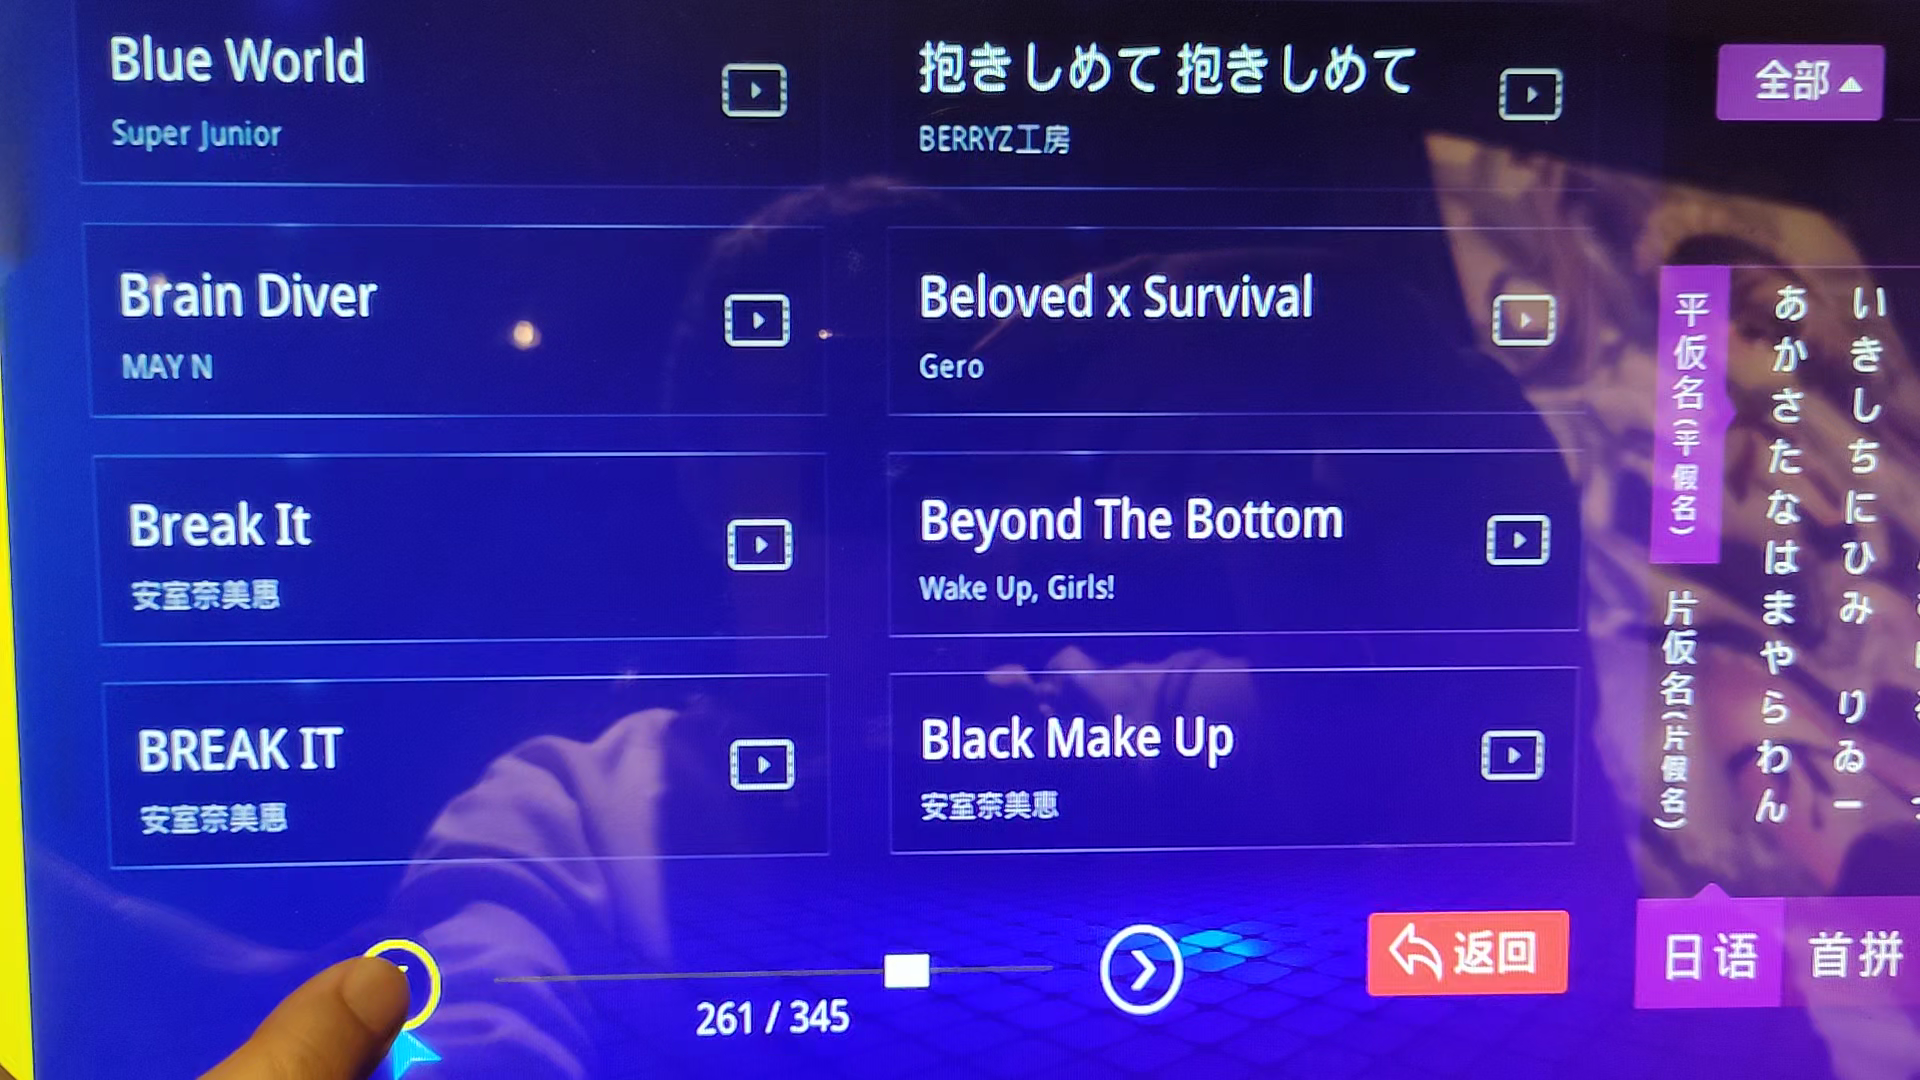 Blue World
Super Junior
抱きしめて 抱きしめて
BERRYZ工房
Brain Diver
MAY N
Beloved x Survival
Gero
Break It
安室奈美恵
Beyond The Bottom
Wake Up, Girls!
BREAK IT
安室奈美恵
Black Make Up
安室奈美恵
261 / 345
返回
全部
平仮名(平假名)
片仮名(片假名)
あかさたなはまやらわん
いきしちにひみ りゐー
日语
首拼